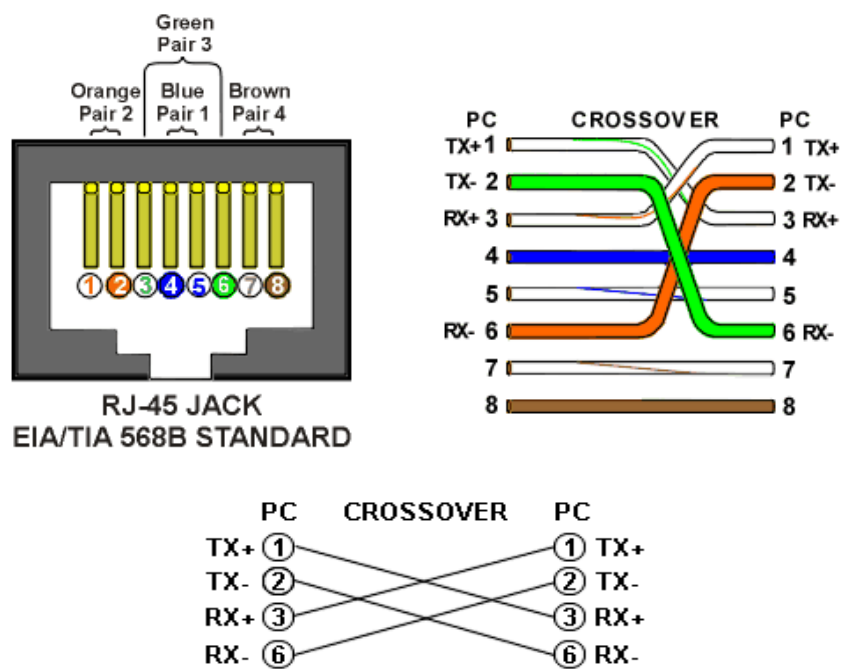 Green
Pair 3
Orange Blue Brown
Pair 2 Pair 1 Pair 4
1 2 3 4 5 6 7 8
RJ-45 JACK
EIA/TIA 568B STANDARD
PC CROSSOVER PC
TX+ 1 1 TX+
TX- 2 2 TX-
RX+ 3 3 RX+
4 4
5 5
RX- 6 6 RX-
7 7
8 8
PC CROSSOVER PC
TX+ 1 1 TX+
TX- 2 2 TX-
RX+ 3 3 RX+
RX- 6 6 RX-